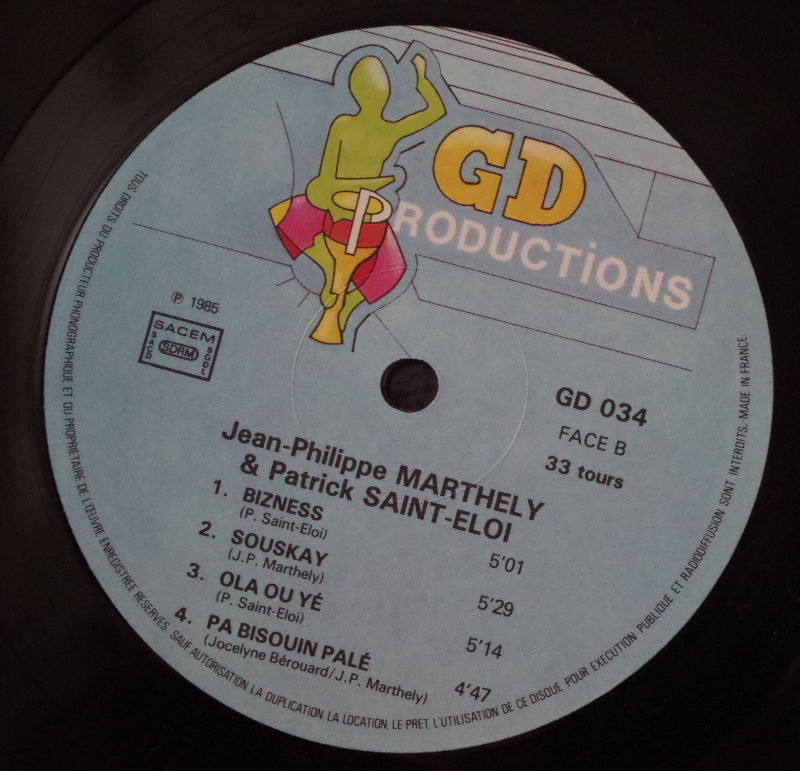 GD
PRODUCTiONS
℗ 1985
SACEM
SACD
SDRM
SGDL
GD 034
FACE B
33 tours
Jean-Philippe MARTHELY
& Patrick SAINT-ELOI
1. BIZNESS 5'01
(P. Saint-Eloi)
2. SOUSKAY 5'29
(J.P. Marthely)
3. OLA OU YÉ 5'14
(P. Saint-Eloi)
4. PA BISOUIN PALÉ 4'47
(Jocelyne Bérouard/J.P. Marthely)
TOUS DROITS DU PRODUCTEUR PHONOGRAPHIQUE ET DU PROPRIETAIRE DE L'ŒUVRE ENREGISTREE RESERVES. SAUF AUTORISATION LA DUPLICATION. LA LOCATION. LE PRET. L'UTILISATION DE CE DISQUE POUR EXECUTION PUBLIQUE ET RADIODIFFUSION SONT INTERDITS. MADE IN FRANCE